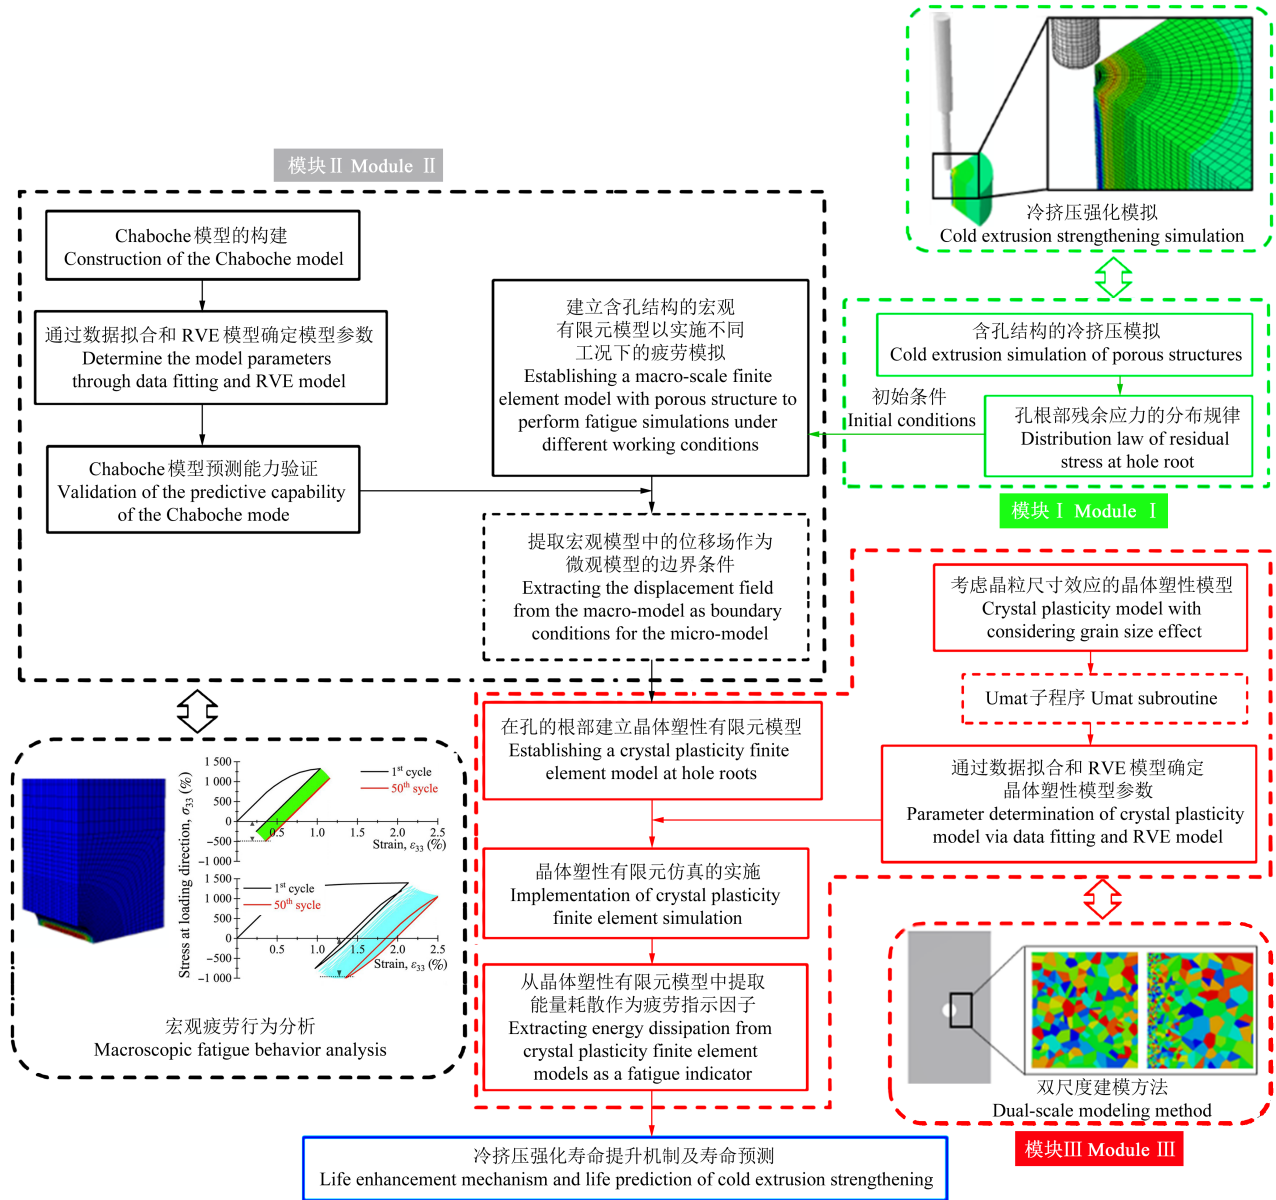 冷挤压强化模拟
Cold extrusion strengthening simulation
模块Ⅱ Module Ⅱ
Chaboche模型的构建
Construction of the Chaboche model
通过数据拟合和 RVE 模型确定模型参数
Determine the model parameters
through data fitting and RVE model
Chaboche模型预测能力验证
Validation of the predictive capability
of the Chaboche mode
建立含孔结构的宏观
有限元模型以实施不同
工况下的疲劳模拟
Establishing a macro-scale finite
element model with porous structure to
perform fatigue simulations under
different working conditions
提取宏观模型中的位移场作为
微观模型的边界条件
Extracting the displacement field
from the macro-model as boundary
conditions for the micro-model
含孔结构的冷挤压模拟
Cold extrusion simulation of porous structures
初始条件
Initial conditions
孔根部残余应力的分布规律
Distribution law of residual
stress at hole root
模块Ⅰ Module Ⅰ
考虑晶粒尺寸效应的晶体塑性模型
Crystal plasticity model with
considering grain size effect
Umat子程序 Umat subroutine
通过数据拟合和 RVE 模型确定
晶体塑性模型参数
Parameter determination of crystal plasticity
model via data fitting and RVE model
在孔的根部建立晶体塑性有限元模型
Establishing a crystal plasticity finite
element model at hole roots
晶体塑性有限元仿真的实施
Implementation of crystal plasticity
finite element simulation
从晶体塑性有限元模型中提取
能量耗散作为疲劳指示因子
Extracting energy dissipation from
crystal plasticity finite element
models as a fatigue indicator
Stress at loading direction, σ33 (%)
1 500
1 000
500
0
−500
−1 000
1st cycle
50th sycle
0.5 1.0 1.5 2.0 2.5
Strain, ε33 (%)
1 500
1 000
500
0
−500
−1 000
1st cycle
50th sycle
0.5 1.0 1.5 2.0 2.5
Strain, ε33 (%)
宏观疲劳行为分析
Macroscopic fatigue behavior analysis
双尺度建模方法
Dual-scale modeling method
模块Ⅲ Module Ⅲ
冷挤压强化寿命提升机制及寿命预测
Life enhancement mechanism and life prediction of cold extrusion strengthening